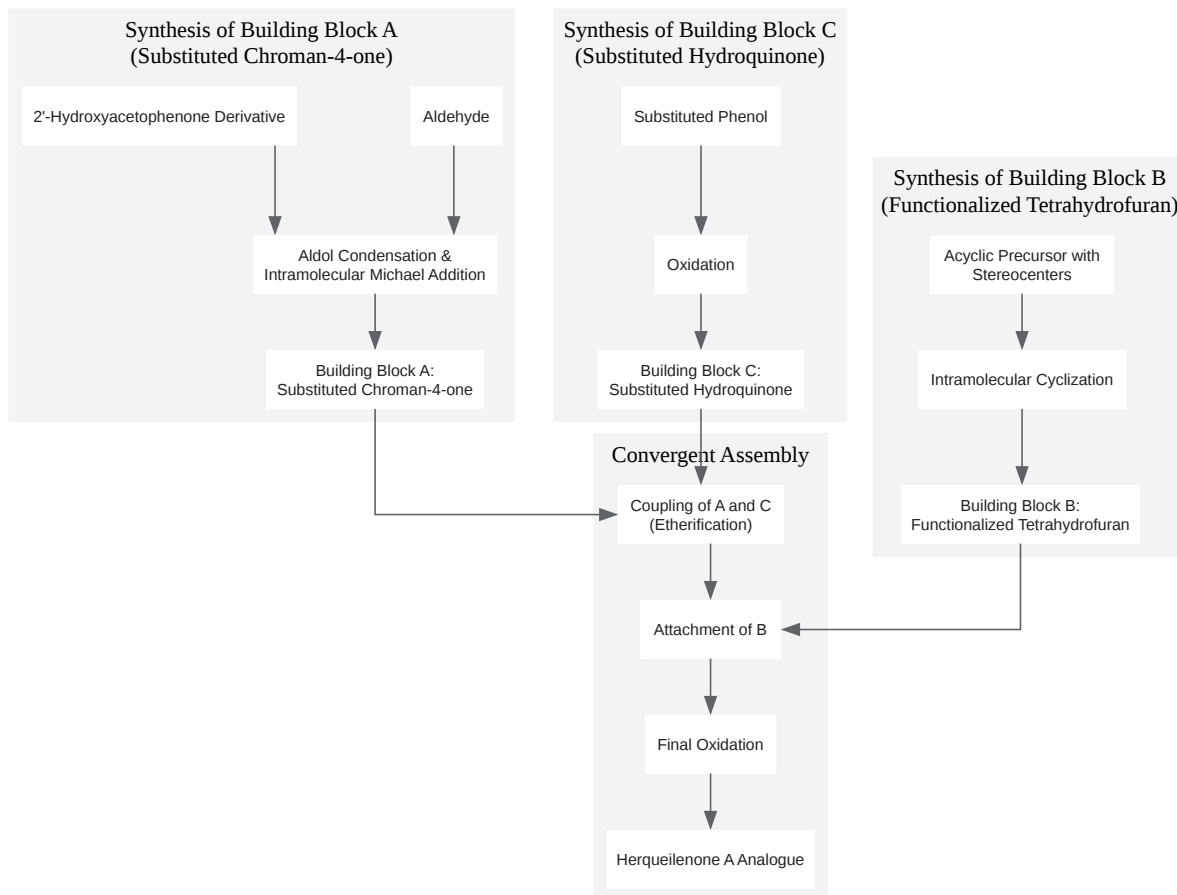 Synthesis of Building Block A
(Substituted Chroman-4-one)
2'-Hydroxyacetophenone Derivative
Aldehyde
Aldol Condensation &
Intramolecular Michael Addition
Building Block A:
Substituted Chroman-4-one
Synthesis of Building Block C
(Substituted Hydroquinone)
Substituted Phenol
Oxidation
Building Block C:
Substituted Hydroquinone
Synthesis of Building Block B
(Functionalized Tetrahydrofuran)
Acyclic Precursor with
Stereocenters
Intramolecular Cyclization
Building Block B:
Functionalized Tetrahydrofuran
Convergent Assembly
Coupling of A and C
(Etherification)
Attachment of B
Final Oxidation
Herqueilenone A Analogue